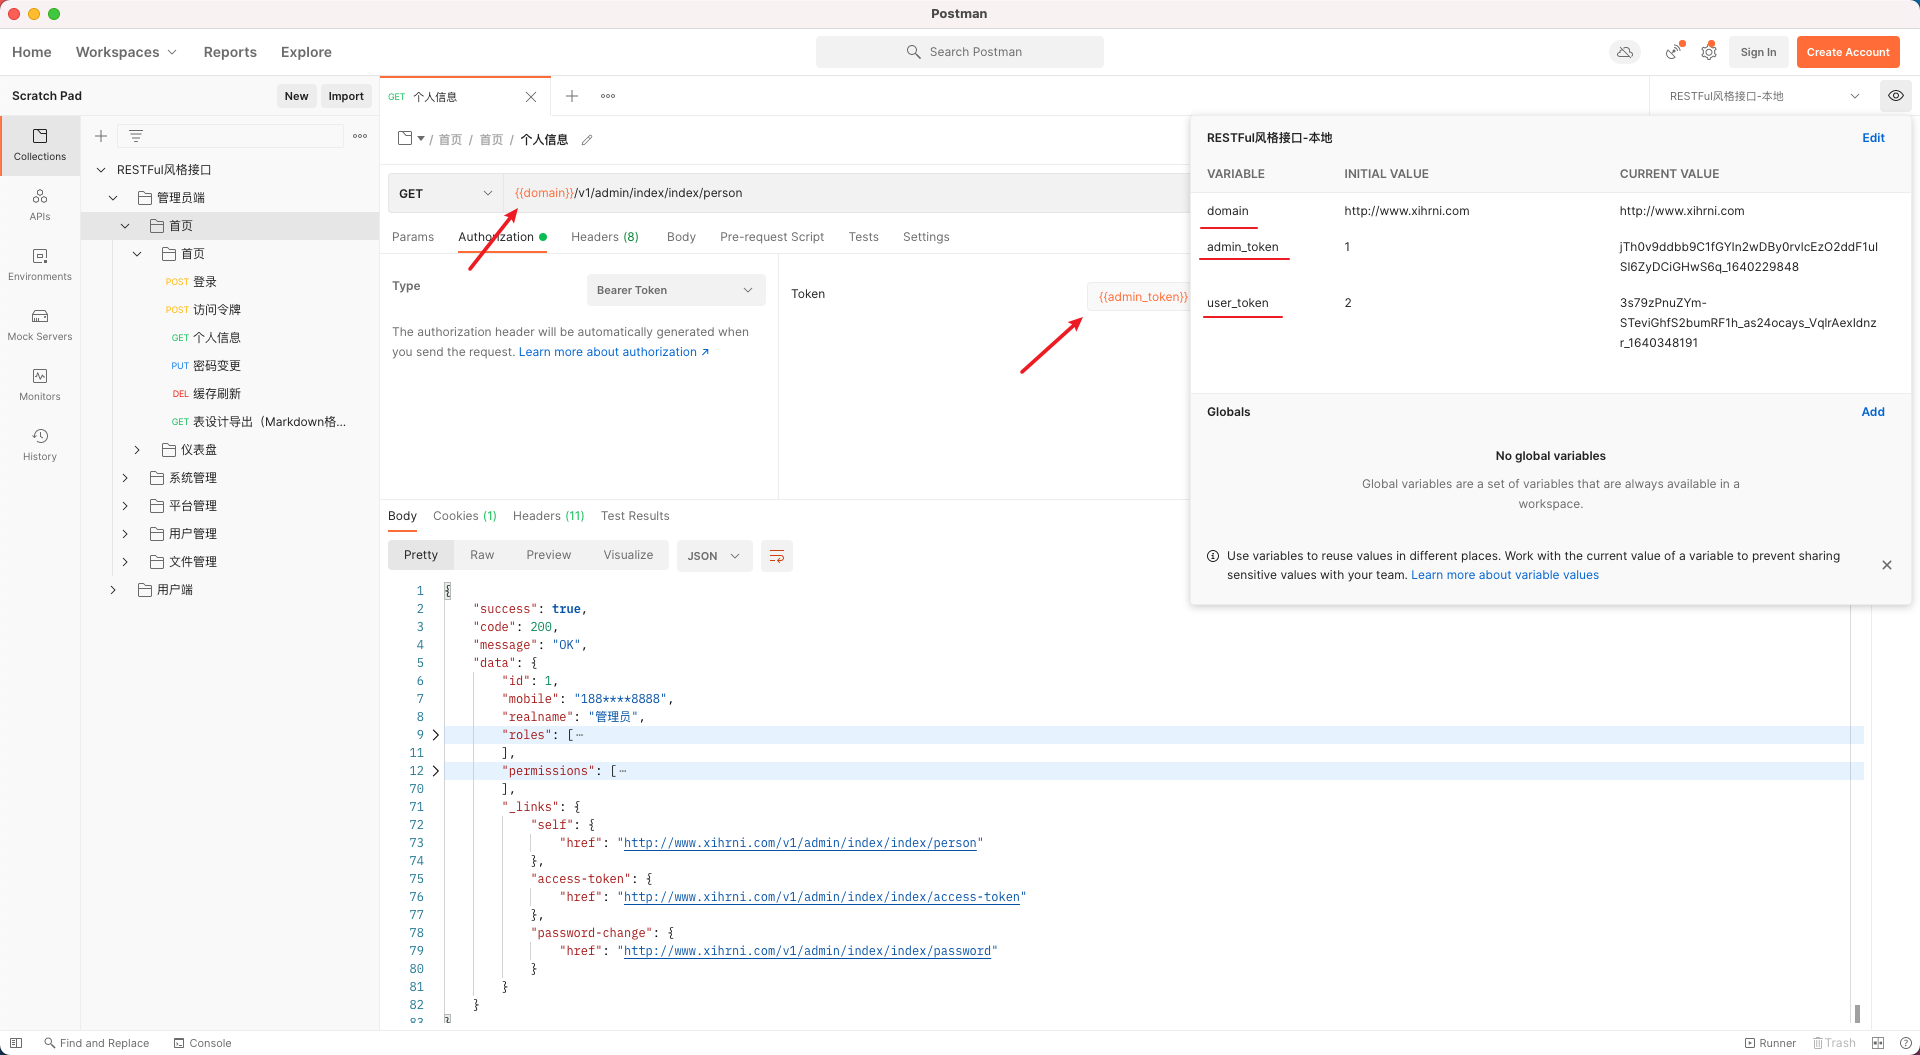 Postman
Home Workspaces Reports Explore Search Postman Sign In Create Account
Scratch Pad New Import
GET 个人信息
RESTFul风格接口-本地
Collections
APIs
Environments
Mock Servers
Monitors
History
RESTFul风格接口
管理员端
首页
首页
POST 登录
POST 访问令牌
GET 个人信息
PUT 密码变更
DEL 缓存刷新
GET 表设计导出（Markdown格...
仪表盘
系统管理
平台管理
用户管理
文件管理
用户端
/ 首页 / 首页 / 个人信息
GET {{domain}}/v1/admin/index/index/person
Params Authorization Headers (8) Body Pre-request Script Tests Settings
Type Bearer Token
The authorization header will be automatically generated when
you send the request. Learn more about authorization ↗
Token {{admin_token}}
RESTFul风格接口-本地 Edit
VARIABLE INITIAL VALUE CURRENT VALUE
domain http://www.xihrni.com http://www.xihrni.com
admin_token 1
user_token 2
Globals Add
No global variables
Global variables are a set of variables that are always available in a
workspace.
Use variables to reuse values in different places. Work with the current value of a variable to prevent sharing
sensitive values with your team. Learn more about variable values
Body Cookies (1) Headers (11) Test Results
Pretty Raw Preview Visualize JSON
1 {
2 "success": true,
3 "code": 200,
4 "message": "OK",
5 "data": {
6 "id": 1,
7 "mobile": "188****8888",
8 "realname": "管理员",
9 "roles": [⋯
11 ],
12 "permissions": [⋯
70 ],
71 "_links": {
72 "self": {
73 "href": "http://www.xihrni.com/v1/admin/index/index/person"
74 },
75 "access-token": {
76 "href": "http://www.xihrni.com/v1/admin/index/index/access-token"
77 },
78 "password-change": {
79 "href": "http://www.xihrni.com/v1/admin/index/index/password"
80 }
81 }
82 }
83 }
Find and Replace Console Runner Trash